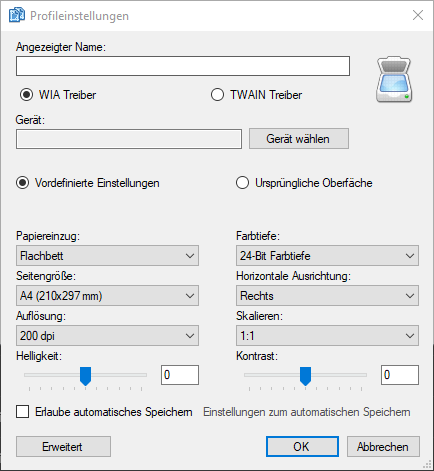 Profileinstellungen
Angezeigter Name:
WIA Treiber
TWAIN Treiber
Gerät:
Gerät wählen
Vordefinierte Einstellungen
Ursprüngliche Oberfäche
Papiereinzug:
Flachbett
Farbtiefe:
24-Bit Farbtiefe
Seitengröße:
A4 (210x297 mm)
Horizontale Ausrichtung:
Rechts
Auflösung:
200 dpi
Skalieren:
1:1
Helligkeit:
0
Kontrast:
0
Erlaube automatisches Speichern
Einstellungen zum automatischen Speichern
Erweitert
OK
Abbrechen